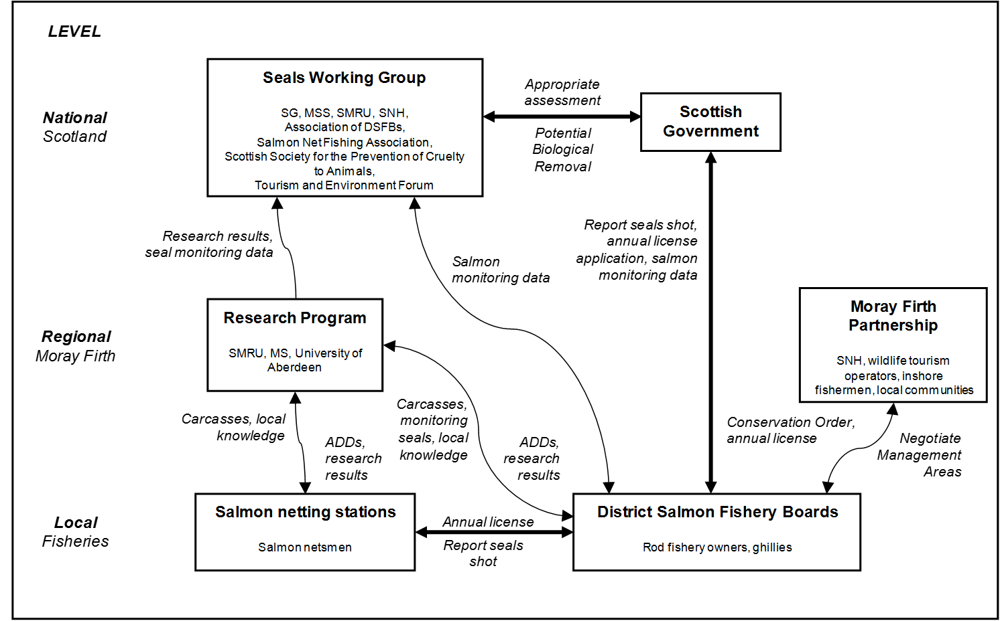 LEVEL
Seals Working Group
SG, MSS, SMRU, SNH,
Association of DSFBs,
Salmon Net Fishing Association,
Scottish Society for the Prevention of Cruelty
to Animals,
Tourism and Environment Forum
Appropriate
assessment
Potential
Biological
Removal
Scottish
Government
National
Scotland
Research results,
seal monitoring data
Salmon
monitoring data
Report seals shot,
annual license
application, salmon
monitoring data
Regional
Moray Firth
Research Program
SMRU, MS, University of
Aberdeen
Moray Firth
Partnership
SNH, wildlife tourism
operators, inshore
fishermen, local communities
Carcasses, local
knowledge
ADDs,
research
results
Carcasses,
monitoring
seals, local
knowledge
ADDs,
research
results
Conservation Order,
annual license
Negotiate
Management
Areas
Local
Fisheries
Salmon netting stations
Salmon netsmen
Annual license
Report seals
shot
District Salmon Fishery Boards
Rod fishery owners, ghillies